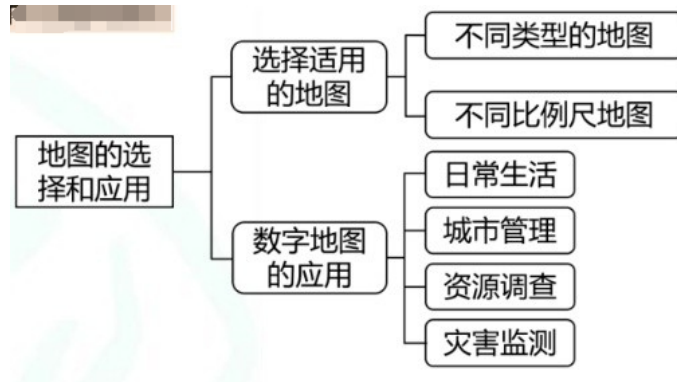 选择适用
的地图
不同类型的地图
不同比例尺地图
地图的选
择和应用
数字地图
的应用
日常生活
城市管理
资源调查
灾害监测